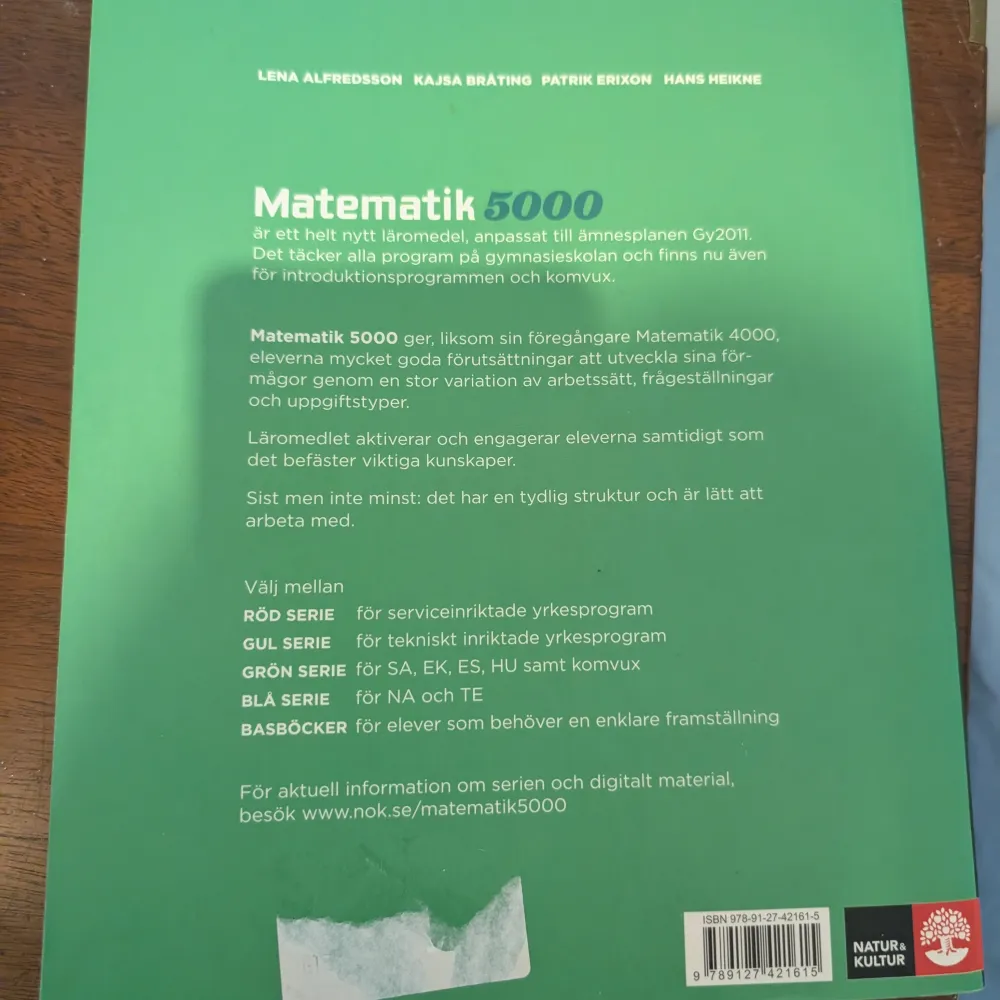 LENA ALFREDSSON KAJSA BRÅTING PATRIK ERIXON HANS HEIKNE
Matematik 5000
är ett helt nytt läromedel, anpassat till ämnesplanen Gy2011.
Det täcker alla program på gymnasieskolan och finns nu även
för introduktionsprogrammen och komvux.
Matematik 5000 ger, liksom sin föregångare Matematik 4000,
eleverna mycket goda förutsättningar att utveckla sina för-
mågor genom en stor variation av arbetssätt, frågeställningar
och uppgiftstyper.
Läromedlet aktiverar och engagerar eleverna samtidigt som
det befäster viktiga kunskaper.
Sist men inte minst: det har en tydlig struktur och är lätt att
arbeta med.
Välj mellan
RÖD SERIE för serviceinriktade yrkesprogram
GUL SERIE för tekniskt inriktade yrkesprogram
GRÖN SERIE för SA, EK, ES, HU samt komvux
BLÅ SERIE för NA och TE
BASBÖCKER för elever som behöver en enklare framställning
För aktuell information om serien och digitalt material,
besök www.nok.se/matematik5000
ISBN 978-91-27-42161-5
9 789127 421615
NATUR &
KULTUR